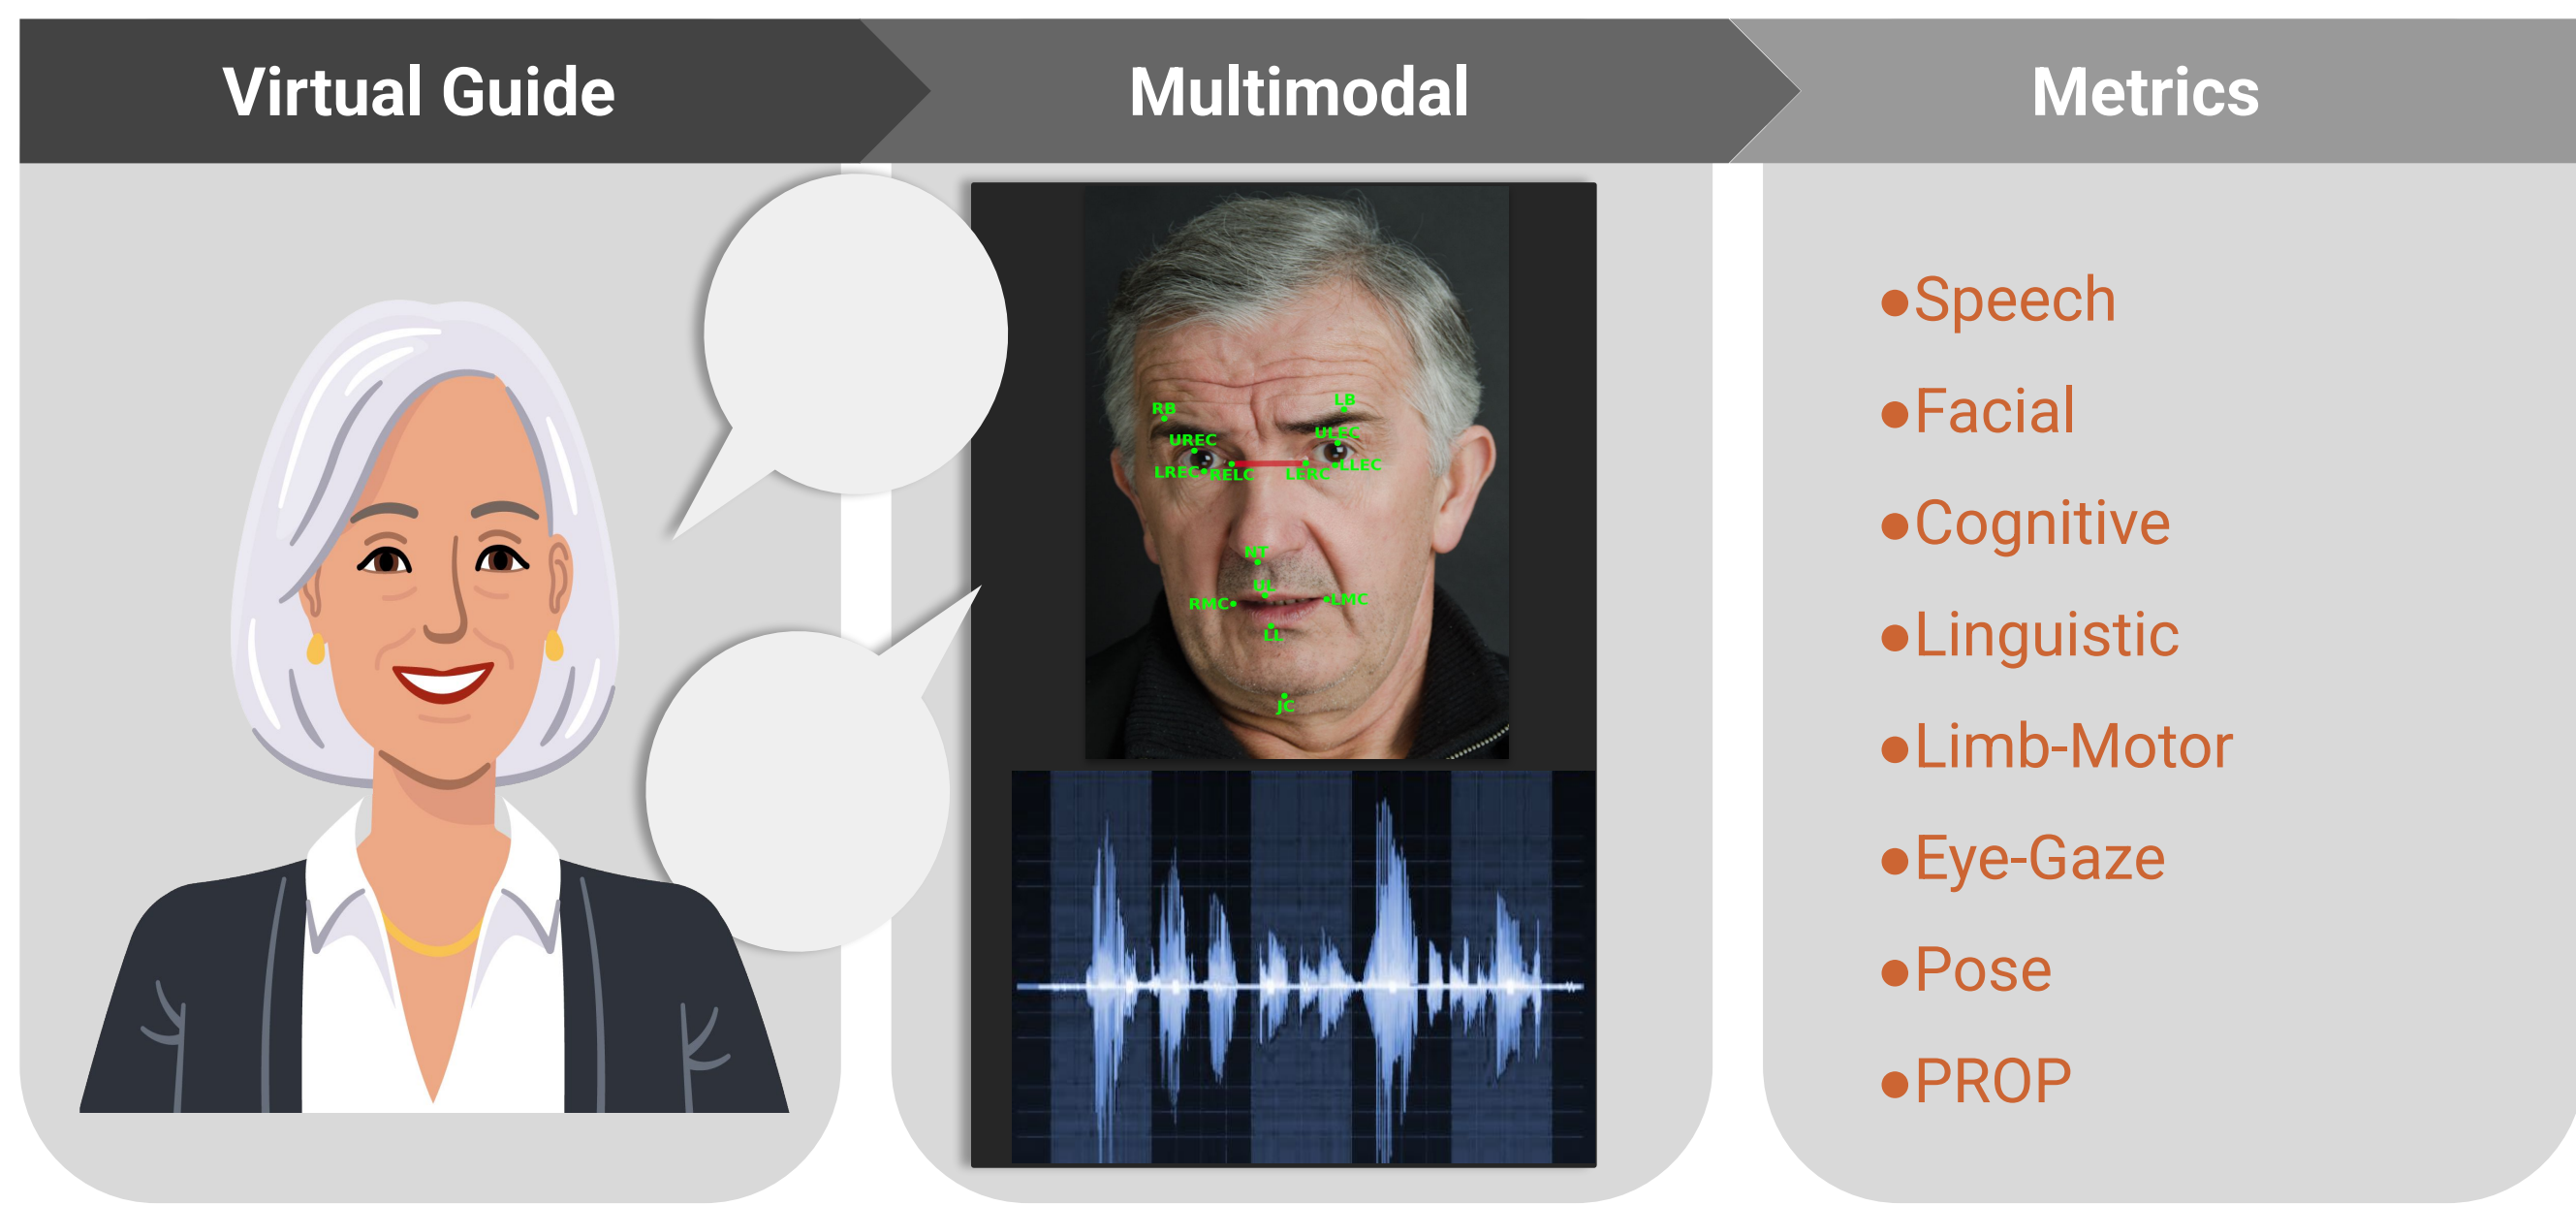 Virtual Guide
Multimodal
Metrics
RB
LB
UREC
ULEC
LREC
RELC
LERC
LLEC
NT
UL
RMC
LMC
LL
JC
●Speech
●Facial
●Cognitive
●Linguistic
●Limb-Motor
●Eye-Gaze
●Pose
●PROP